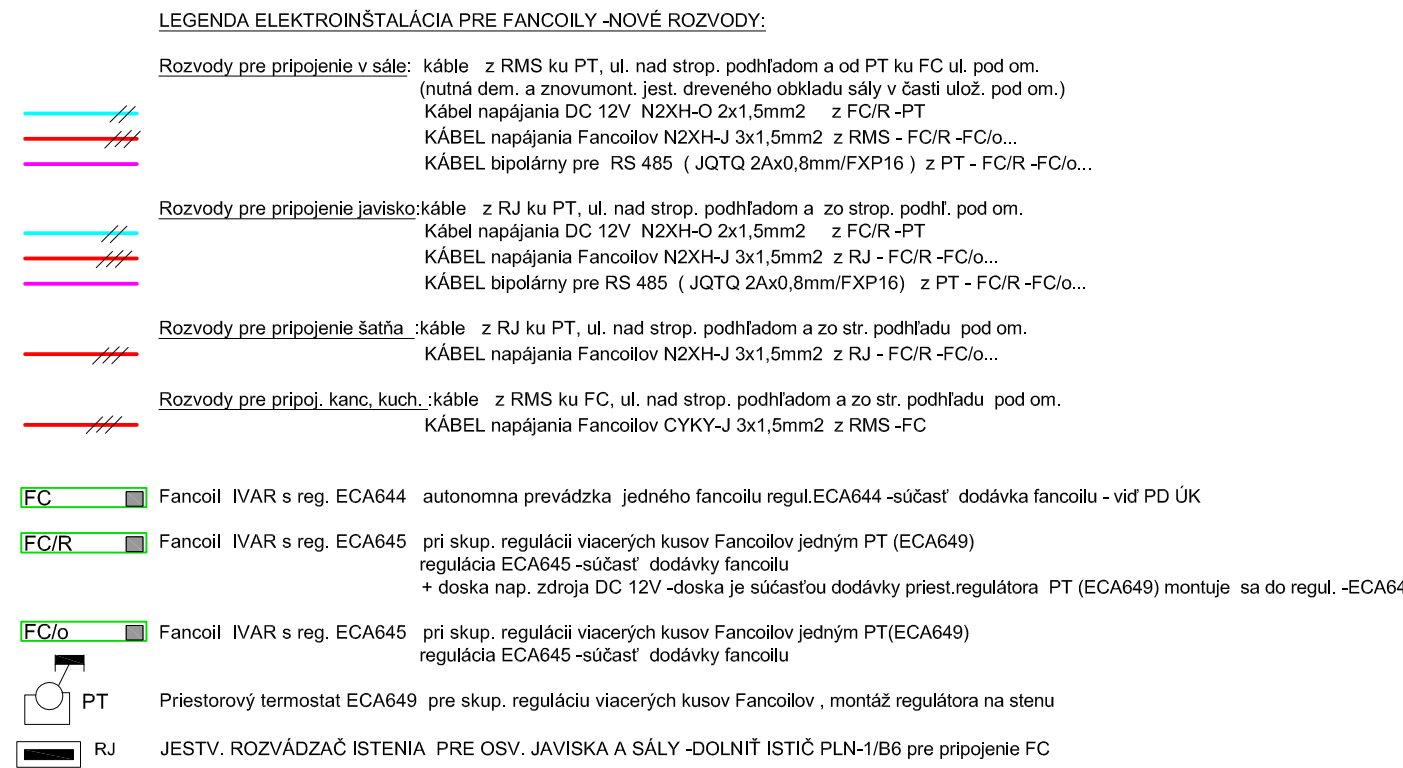 LEGENDA ELEKTROINŠTALÁCIA PRE FANCOILY -NOVÉ ROZVODY:
Rozvody pre pripojenie v sále: káble z RMS ku PT, ul. nad strop. podhľadom a od PT ku FC ul. pod om.
(nutná dem. a znovumont. jest. dreveného obkladu sály v časti ulož. pod om.)
Kábel napájania DC 12V N2XH-O 2x1,5mm2 z FC/R -PT
KÁBEL napájania Fancoilov N2XH-J 3x1,5mm2 z RMS - FC/R -FC/o...
KÁBEL bipolárny pre RS 485 ( JQTQ 2Ax0,8mm/FXP16 ) z PT - FC/R -FC/o...
Rozvody pre pripojenie javisko:káble z RJ ku PT, ul. nad strop. podhľadom a zo strop. podhľ. pod om.
Kábel napájania DC 12V N2XH-O 2x1,5mm2 z FC/R -PT
KÁBEL napájania Fancoilov N2XH-J 3x1,5mm2 z RJ - FC/R -FC/o...
KÁBEL bipolárny pre RS 485 ( JQTQ 2Ax0,8mm/FXP16) z PT - FC/R -FC/o...
Rozvody pre pripojenie šatňa :káble z RJ ku PT, ul. nad strop. podhľadom a zo str. podhľadu pod om.
KÁBEL napájania Fancoilov N2XH-J 3x1,5mm2 z RJ - FC/R -FC/o...
Rozvody pre pripoj. kanc, kuch. :káble z RMS ku FC, ul. nad strop. podhľadom a zo str. podhľadu pod om.
KÁBEL napájania Fancoilov CYKY-J 3x1,5mm2 z RMS -FC
FC Fancoil IVAR s reg. ECA644 autonomna prevádzka jedného fancoilu regul.ECA644 -súčasť dodávka fancoilu - viď PD ÚK
FC/R Fancoil IVAR s reg. ECA645 pri skup. regulácii viacerých kusov Fancoilov jedným PT (ECA649)
regulácia ECA645 -súčasť dodávky fancoilu
+ doska nap. zdroja DC 12V -doska je súćasťou dodávky priest.regulátora PT (ECA649) montuje sa do regul. -ECA64
FC/o Fancoil IVAR s reg. ECA645 pri skup. regulácii viacerých kusov Fancoilov jedným PT(ECA649)
regulácia ECA645 -súčasť dodávky fancoilu
PT Priestorový termostat ECA649 pre skup. reguláciu viacerých kusov Fancoilov , montáž regulátora na stenu
RJ JESTV. ROZVÁDZAČ ISTENIA PRE OSV. JAVISKA A SÁLY -DOLNIŤ ISTIČ PLN-1/B6 pre pripojenie FC